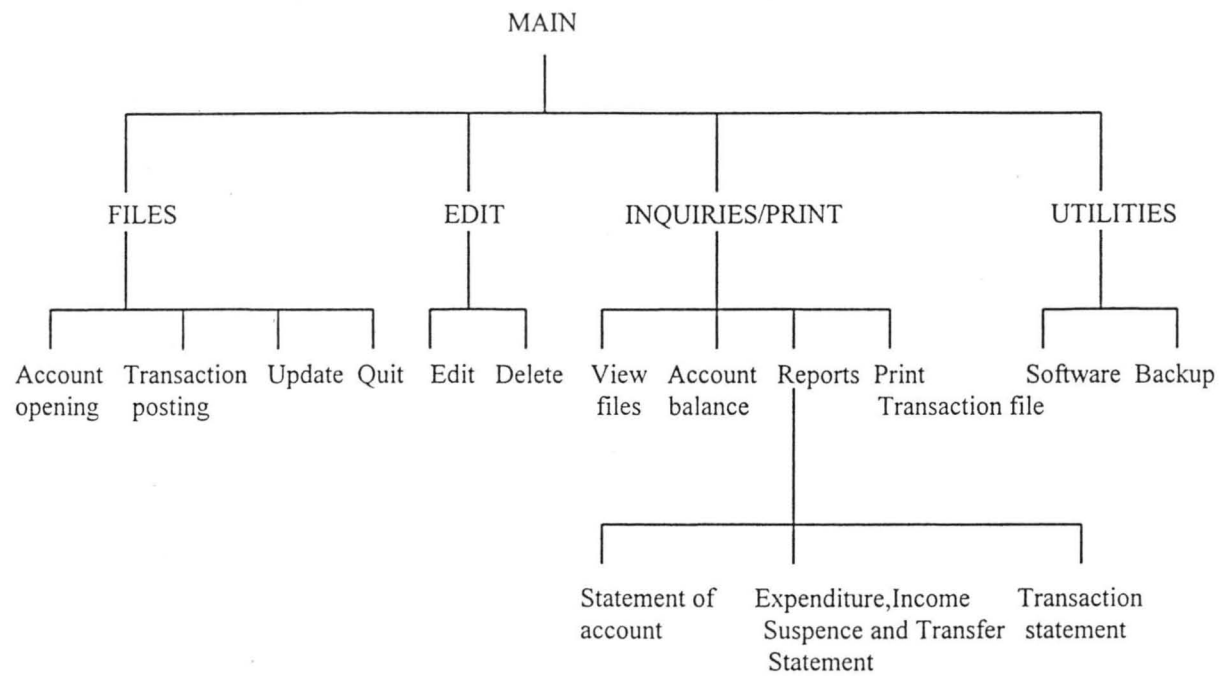 MAIN
FILES EDIT INQUIRIES/PRINT UTILITIES
Account Transaction Update Quit Edit Delete View Account Reports Print Software Backup
opening posting files balance Transaction file
Statement of Expenditure,Income Transaction
account Suspence and Transfer statement
Statement